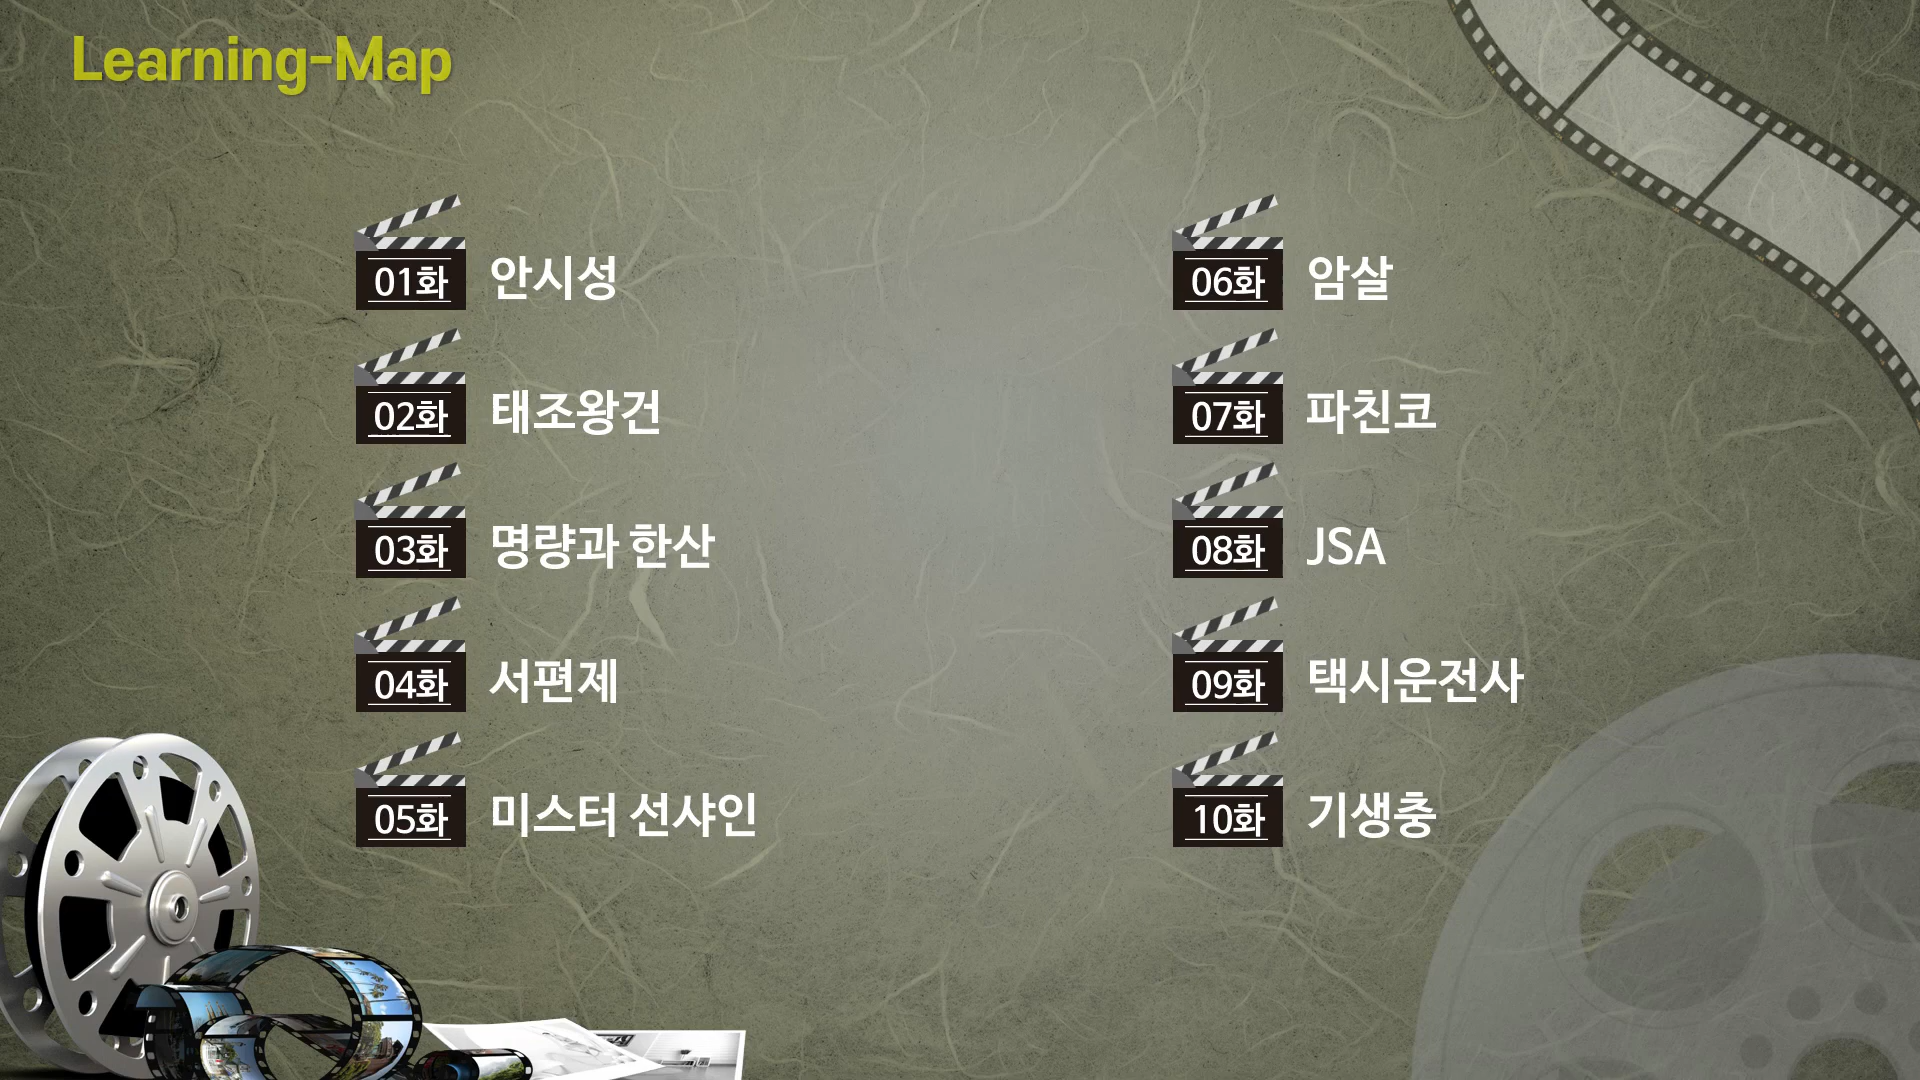 Learning-Map
01화 안시성
02화 태조왕건
03화 명량과 한산
04화 서편제
05화 미스터 선샤인
06화 암살
07화 파친코
08화 JSA
09화 택시운전사
10화 기생충